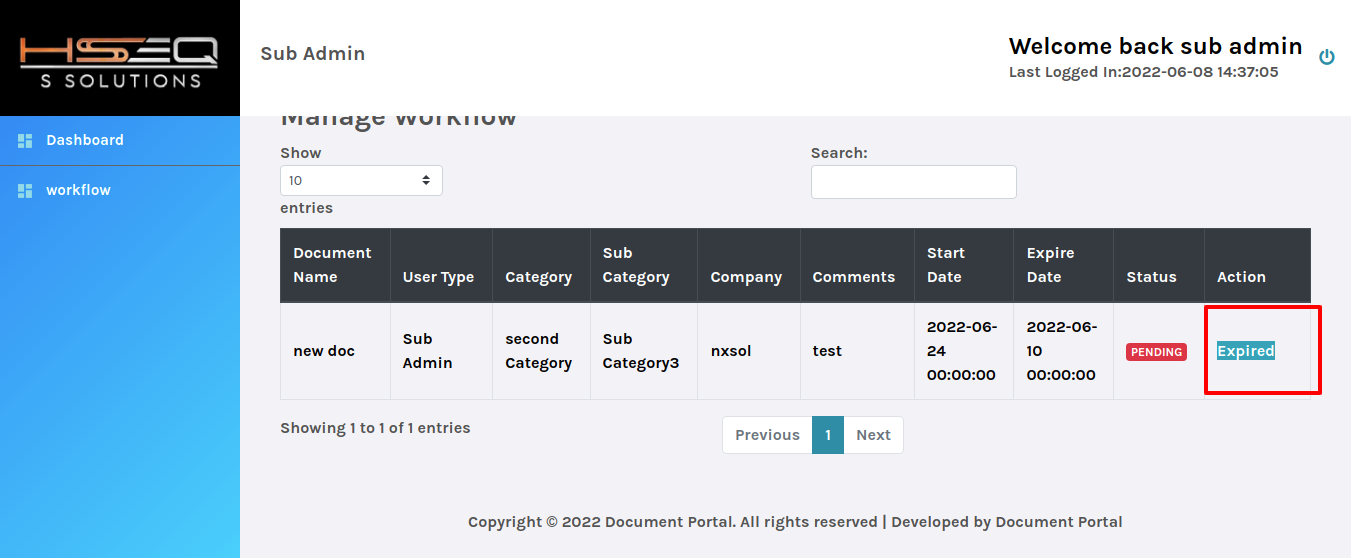 HSEQ
S SOLUTIONS
Sub Admin
Welcome back sub admin
Last Logged In:2022-06-08 14:37:05
Dashboard
workflow
Manage Workflow
Show
10
entries
Search:
Document Name
User Type
Category
Sub Category
Company
Comments
Start Date
Expire Date
Status
Action
new doc
Sub Admin
second Category
Sub Category3
nxsol
test
2022-06-
24
00:00:00
2022-06-
10
00:00:00
PENDING
Expired
Showing 1 to 1 of 1 entries
Previous 1 Next
Copyright © 2022 Document Portal. All rights reserved | Developed by Document Portal